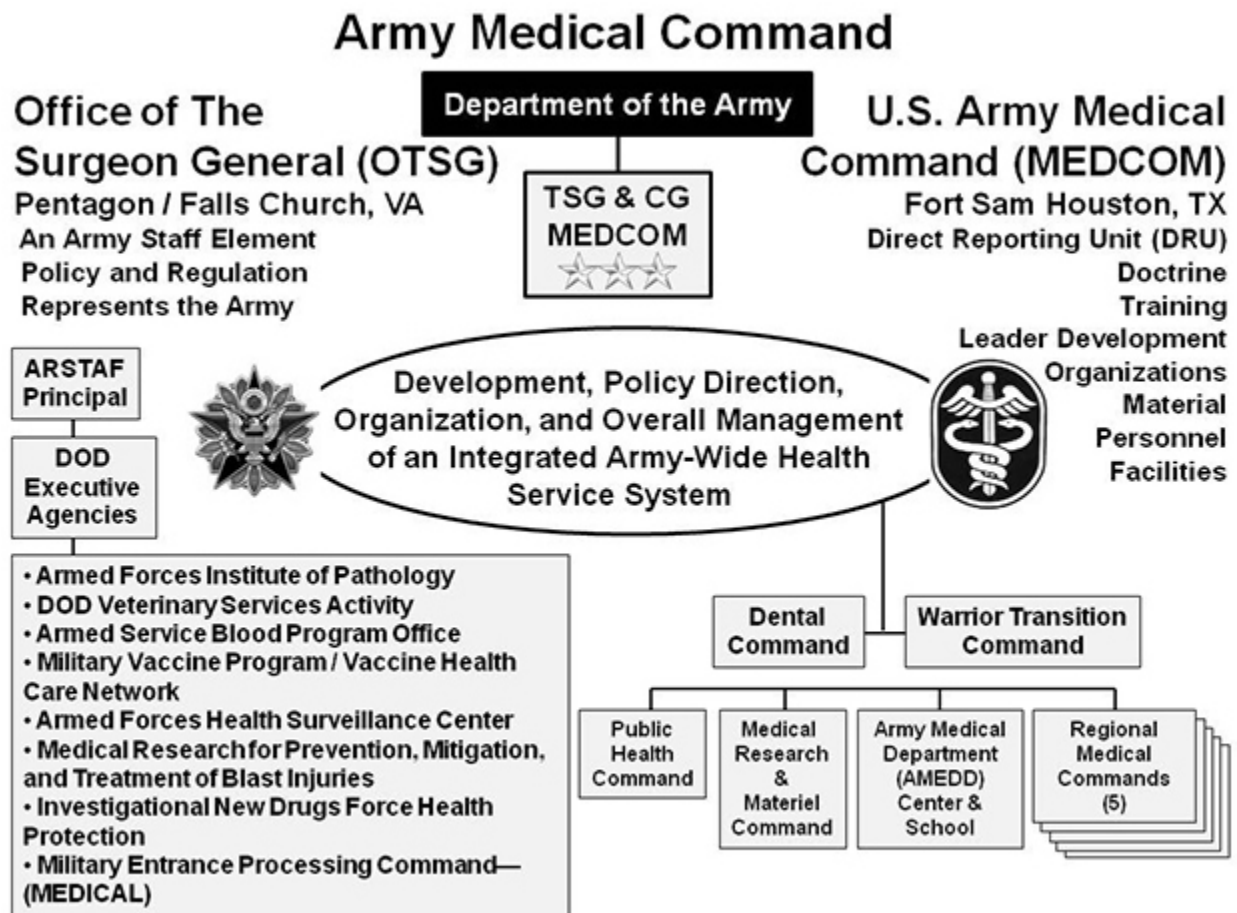 Army Medical Command
Department of the Army
Office of The
Surgeon General (OTSG)
Pentagon / Falls Church, VA
An Army Staff Element
Policy and Regulation
Represents the Army
TSG & CG
MEDCOM
U.S. Army Medical
Command (MEDCOM)
Fort Sam Houston, TX
Direct Reporting Unit (DRU)
Doctrine
Training
Leader Development
Organizations
Material
Personnel
Facilities
ARSTAF
Principal
DOD
Executive
Agencies
Development, Policy Direction,
Organization, and Overall Management
of an Integrated Army-Wide Health
Service System
• Armed Forces Institute of Pathology
• DOD Veterinary Services Activity
• Armed Service Blood Program Office
• Military Vaccine Program / Vaccine Health
Care Network
• Armed Forces Health Surveillance Center
• Medical Research for Prevention, Mitigation,
and Treatment of Blast Injuries
• Investigational New Drugs Force Health
Protection
• Military Entrance Processing Command—
(MEDICAL)
Dental
Command
Warrior Transition
Command
Public
Health
Command
Medical
Research
&
Materiel
Command
Army Medical
Department
(AMEDD)
Center &
School
Regional
Medical
Commands
(5)